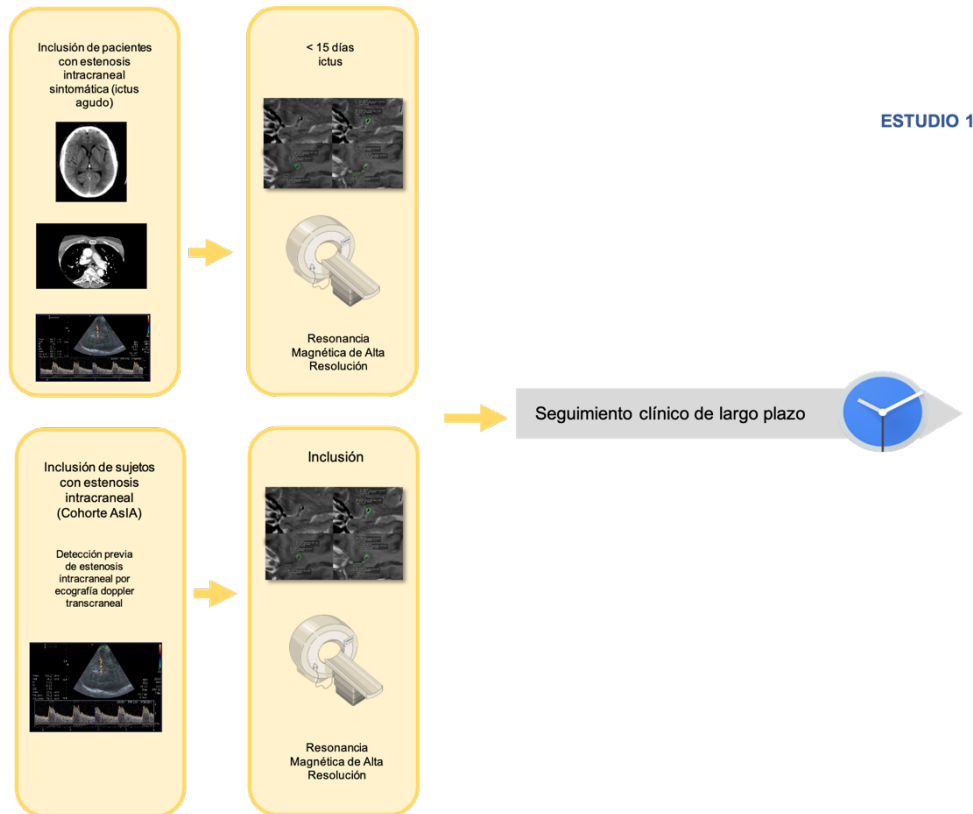 Inclusión de pacientes
con estenosis
intracraneal
sintomática (ictus
agudo)
< 15 días
ictus
Resonancia
Magnética de Alta
Resolución
ESTUDIO 1
Inclusión de sujetos
con estenosis
intracraneal
(Cohorte AsIA)
Detección previa
de estenosis
intracraneal por
ecografía doppler
transcraneal
Inclusión
Resonancia
Magnética de Alta
Resolución
Seguimiento clínico de largo plazo